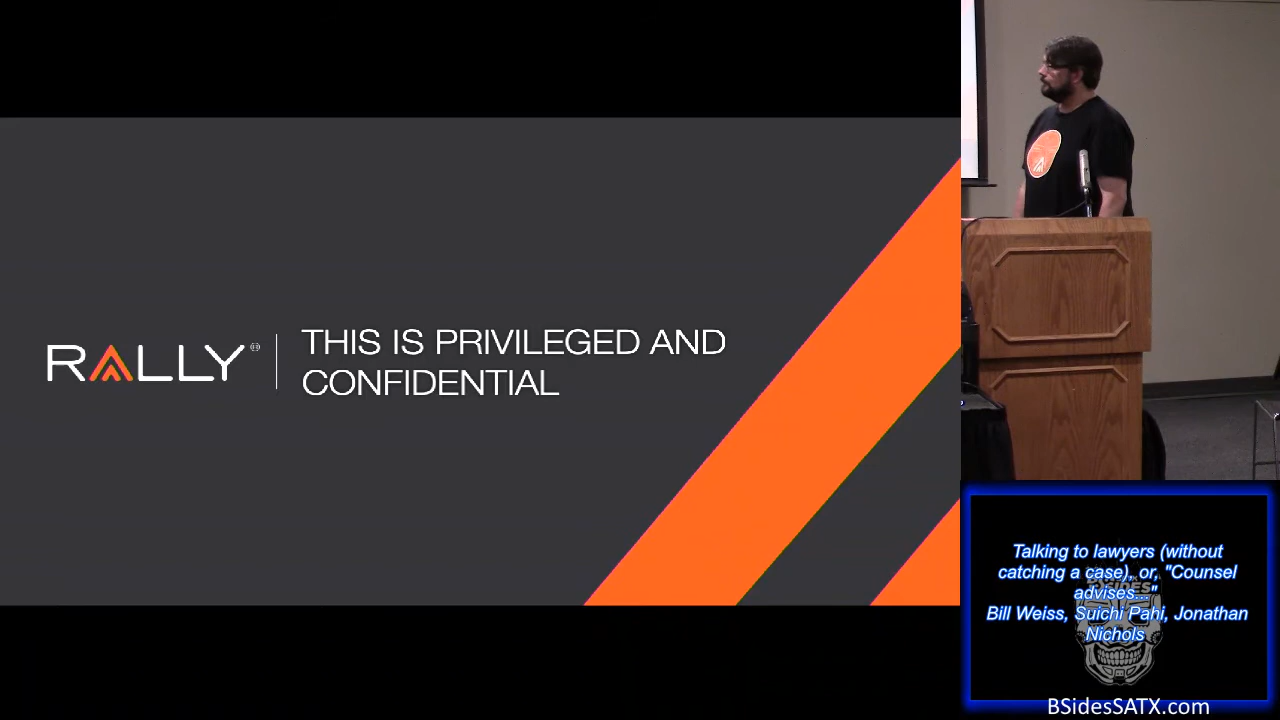 RALLY®
THIS IS PRIVILEGED AND
CONFIDENTIAL
Talking to lawyers (without
catching a case), or, "Counsel
advises..."
Bill Weiss, Suichi Pahi, Jonathan
Nichols
BSidesSATX.com